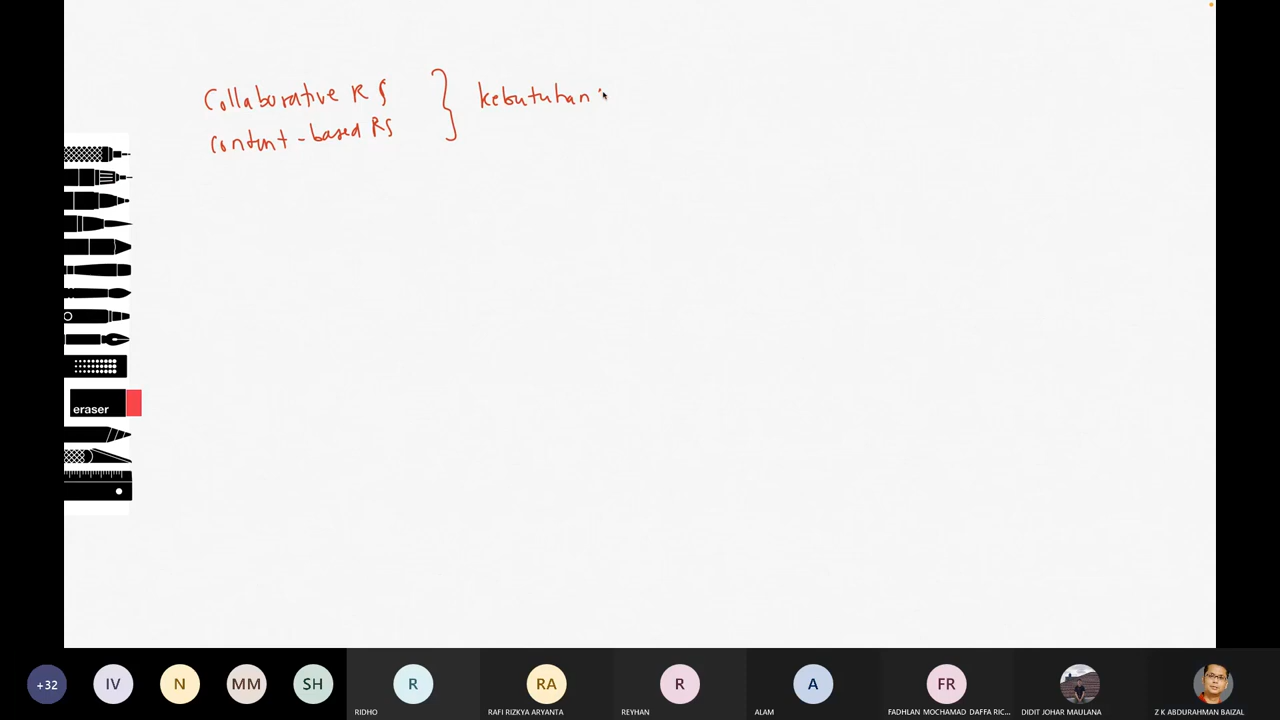 Collaborative RS
content-based RS
kebutuhan
eraser
+32
IV
N
MM
SH
R
RA
R
A
FR
RIDHO
RAFI RIZKYA ARYANTA
REYHAN
ALAM
FADHLAN MOCHAMAD DAFFA RIC...
DIDIT JOHAR MAULANA
Z K ABDURAHMAN BAIZAL